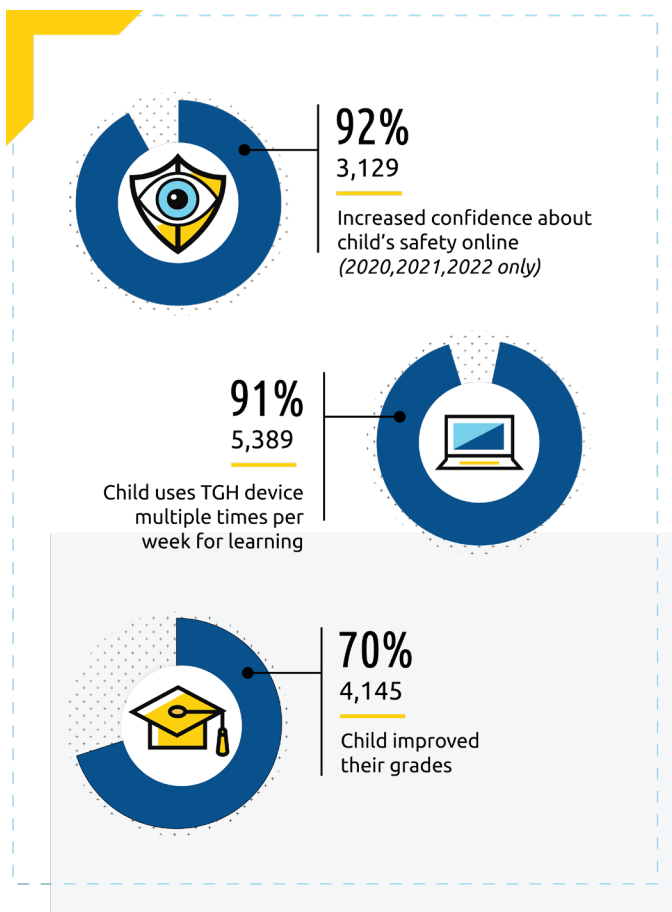 92%
3,129
Increased confidence about
child’s safety online
(2020,2021,2022 only)
91%
5,389
Child uses TGH device
multiple times per
week for learning
70%
4,145
Child improved
their grades